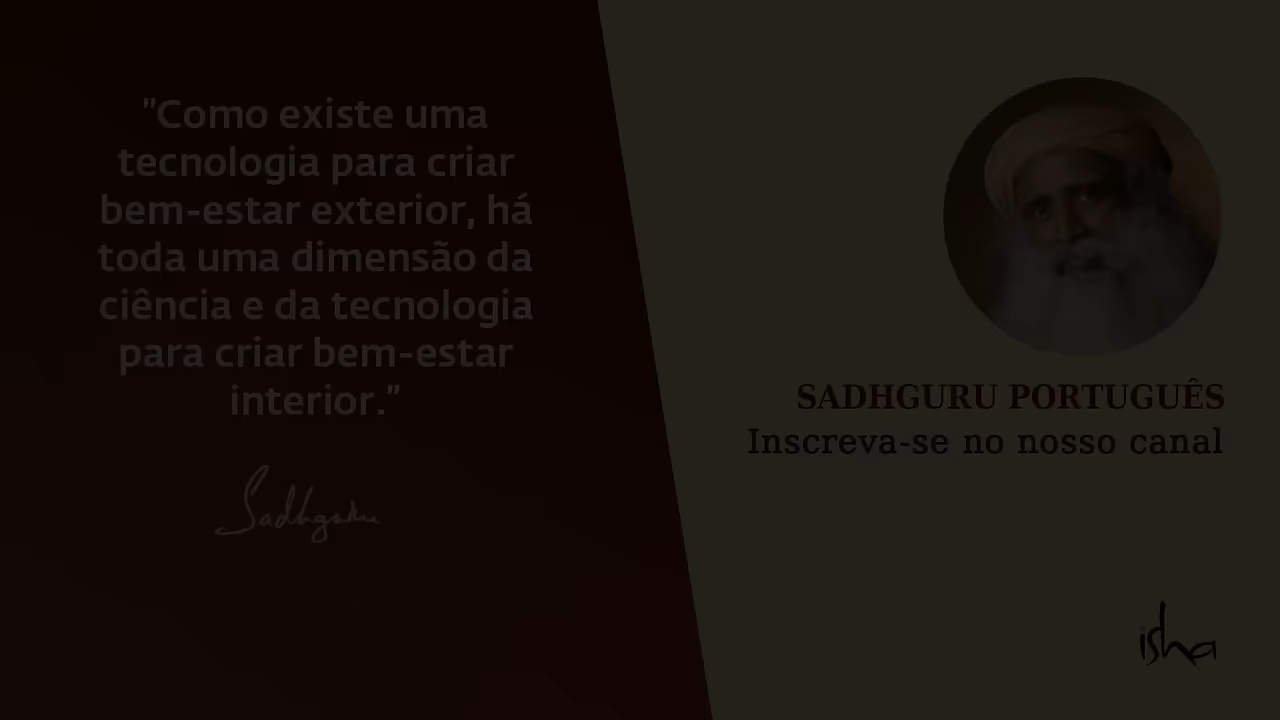 "Como existe uma
tecnologia para criar
bem-estar exterior, há
toda uma dimensão da
ciência e da tecnologia
para criar bem-estar
interior."
Sadhguru
SADHGURU PORTUGUÊS
Inscreva-se no nosso canal
isha